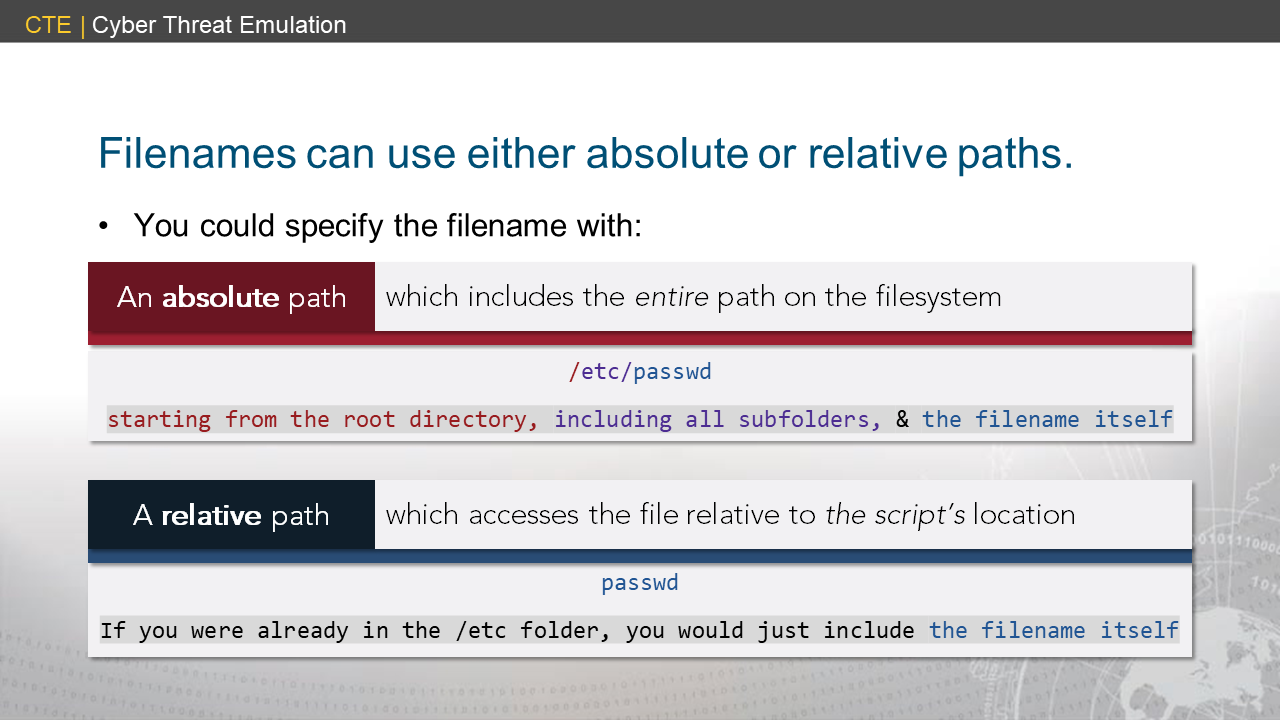 CTE | Cyber Threat Emulation
Filenames can use either absolute or relative paths.
• You could specify the filename with:
An absolute path which includes the entire path on the filesystem
/etc/passwd
starting from the root directory, including all subfolders, & the filename itself
A relative path which accesses the file relative to the script’s location
passwd
If you were already in the /etc folder, you would just include the filename itself